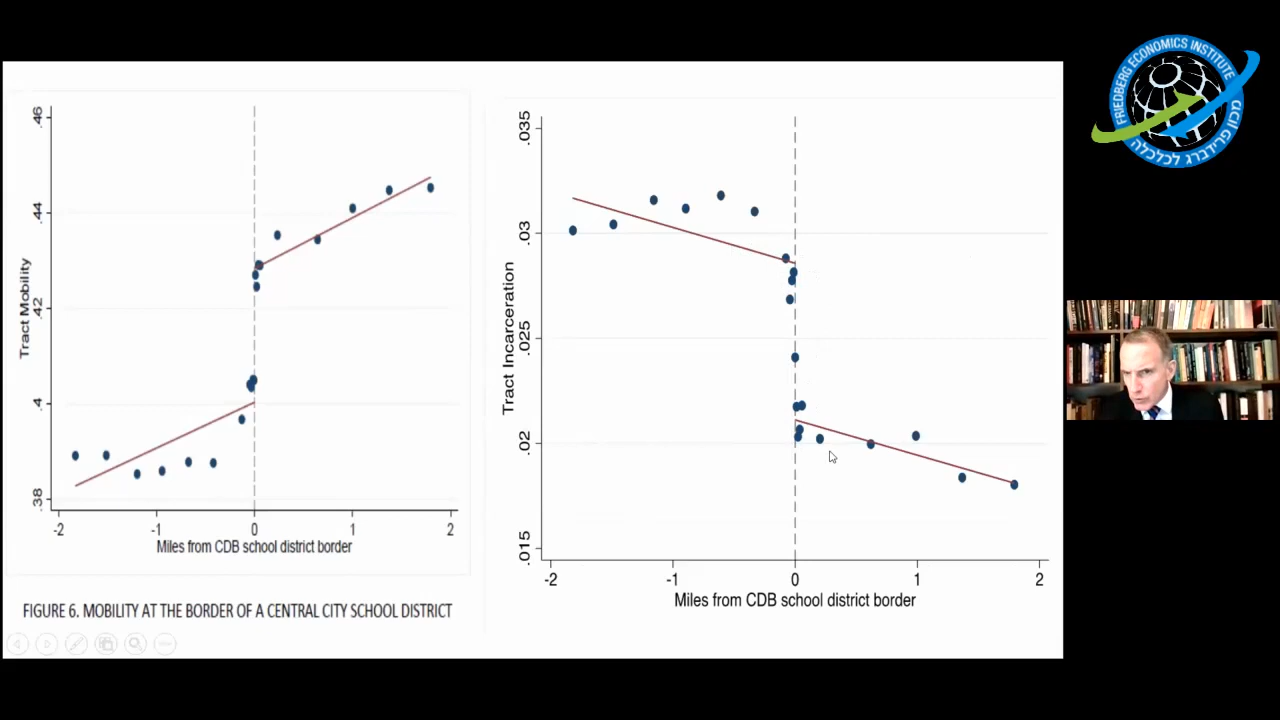 .46
.44
.42
.4
.38
Tract Mobility
-2 -1 0 1 2
Miles from CDB school district border
FIGURE 6. MOBILITY AT THE BORDER OF A CENTRAL CITY SCHOOL DISTRICT
.035
.03
.025
.02
.015
Tract Incarceration
-2 -1 0 1 2
Miles from CDB school district border
FRIEDBERG ECONOMICS INSTITUTE
מכון פרידברג לכלכלה